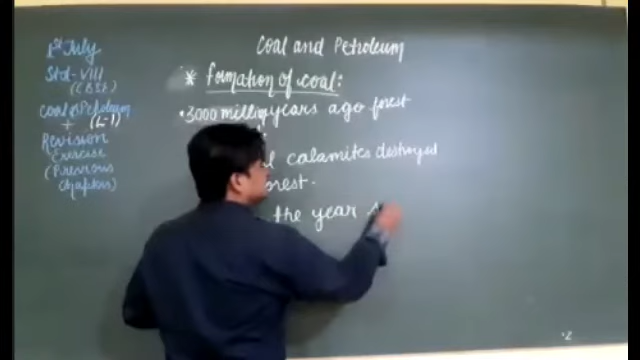 1st July
Std-VIII
(CBSE)
Coal & Petroleum
+ (L-1)
Revision
Exercise
(Previous
Chapters)
Coal and Petroleum
* Formation of coal:
• 3000 million years ago forest
calamites destroyed
forest.
the year